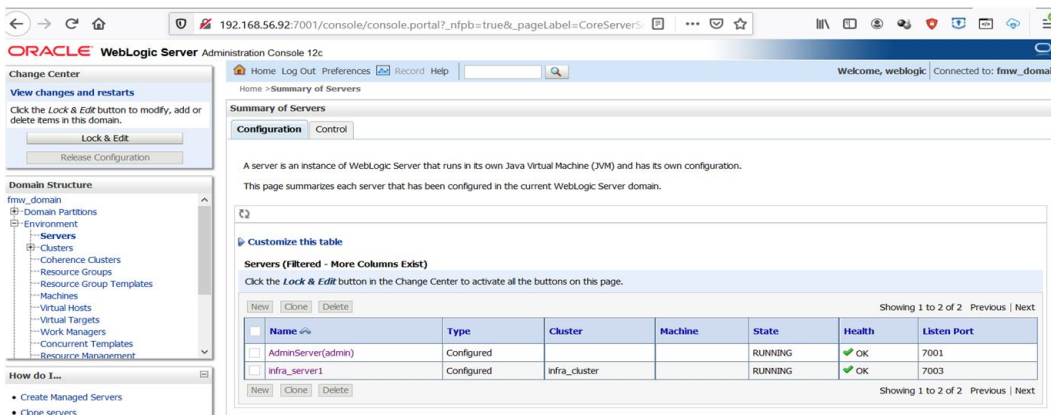 192.168.56.92:7001/console/console.portal?_nfpb=true&_pageLabel=CoreServerS
ORACLE WebLogic Server Administration Console 12c
Change Center
View changes and restarts
Click the Lock & Edit button to modify, add or
delete items in this domain.
Lock & Edit
Release Configuration
Domain Structure
fmw_domain
Domain Partitions
Environment
Servers
Clusters
Coherence Clusters
Resource Groups
Resource Group Templates
Machines
Virtual Hosts
Virtual Targets
Work Managers
Concurrent Templates
Resource Management
How do I...
Create Managed Servers
Clone servers
Home Log Out Preferences Record Help
Welcome, weblogic Connected to: fmw_domai
Home >Summary of Servers
Summary of Servers
Configuration Control
A server is an instance of WebLogic Server that runs in its own Java Virtual Machine (JVM) and has its own configuration.
This page summarizes each server that has been configured in the current WebLogic Server domain.
Customize this table
Servers (Filtered - More Columns Exist)
Click the Lock & Edit button in the Change Center to activate all the buttons on this page.
New Clone Delete Showing 1 to 2 of 2 Previous | Next
Name Type Cluster Machine State Health Listen Port
AdminServer(admin) Configured RUNNING OK 7001
infra_server1 Configured infra_cluster RUNNING OK 7003
New Clone Delete Showing 1 to 2 of 2 Previous | Next